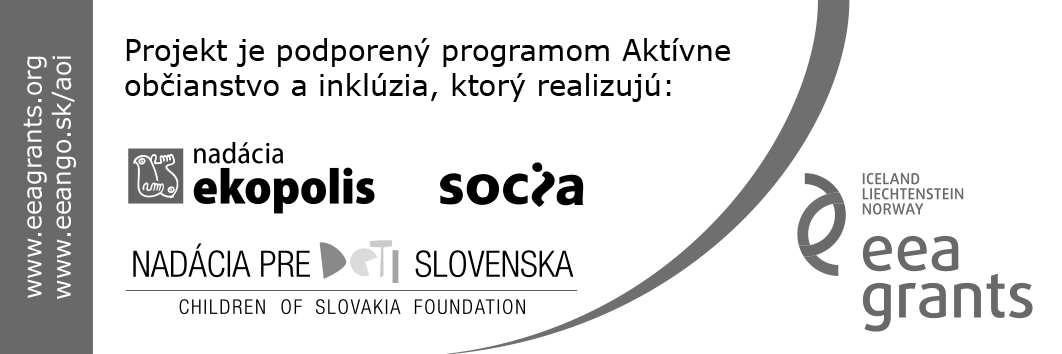 www.eeagrants.org
www.eeango.sk/aoi
Projekt je podporený programom Aktívne
občianstvo a inklúzia, ktorý realizujú:
nadácia
ekopolis
socia
NADÁCIA PRE DETI SLOVENSKA
CHILDREN OF SLOVAKIA FOUNDATION
ICELAND
LIECHTENSTEIN
NORWAY
eea
grants